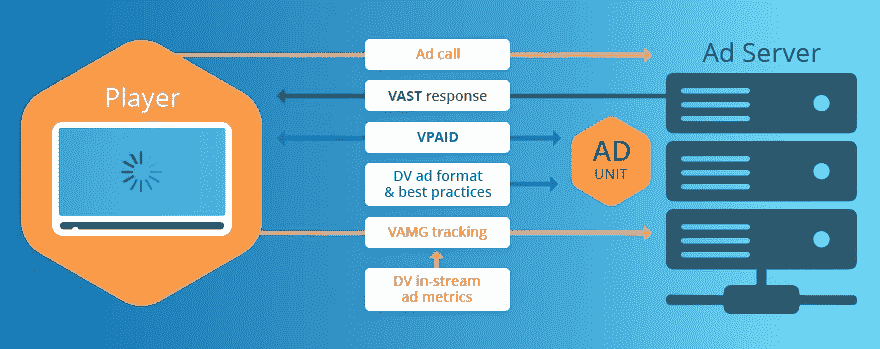 Player
Ad call
VAST response
VPAID
DV ad format
& best practices
VAMG tracking
DV in-stream
ad metrics
AD
UNIT
Ad Server